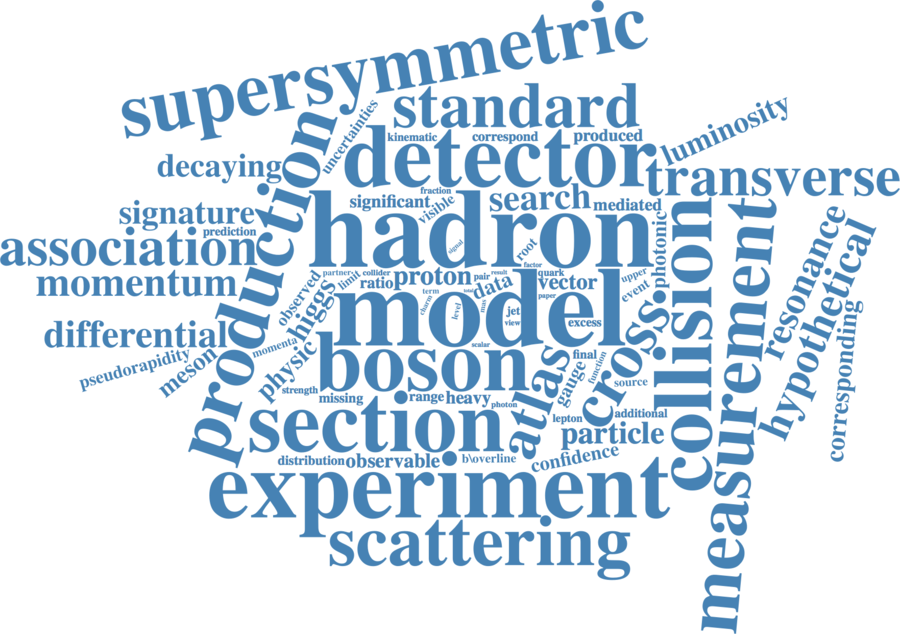 supersymmetric
standard
uncertainties
luminosity
kinematic
correspond
produced
detector
decaying
transverse
production
fraction
significant
visible
search
mediated
signature
prediction
hadron
signal
root
photonic
association
momentum
observed
partner
limit
collider
ratio
proton
pair
result
factor
quark
data
vector
upper
event
higgs
model
charm
term
level
total
mass
paper
jet
view
excess
scalar
collision
measurement
resonance
hypothetical
corresponding
differential
pseudorapidity
meson
momenta
physic
boson
strength
missing
range
heavy
photon
atlas
cross
final
gauge
function
source
lepton
additional
section
particle
distribution
observable
b\overline
confidence
experiment
scattering